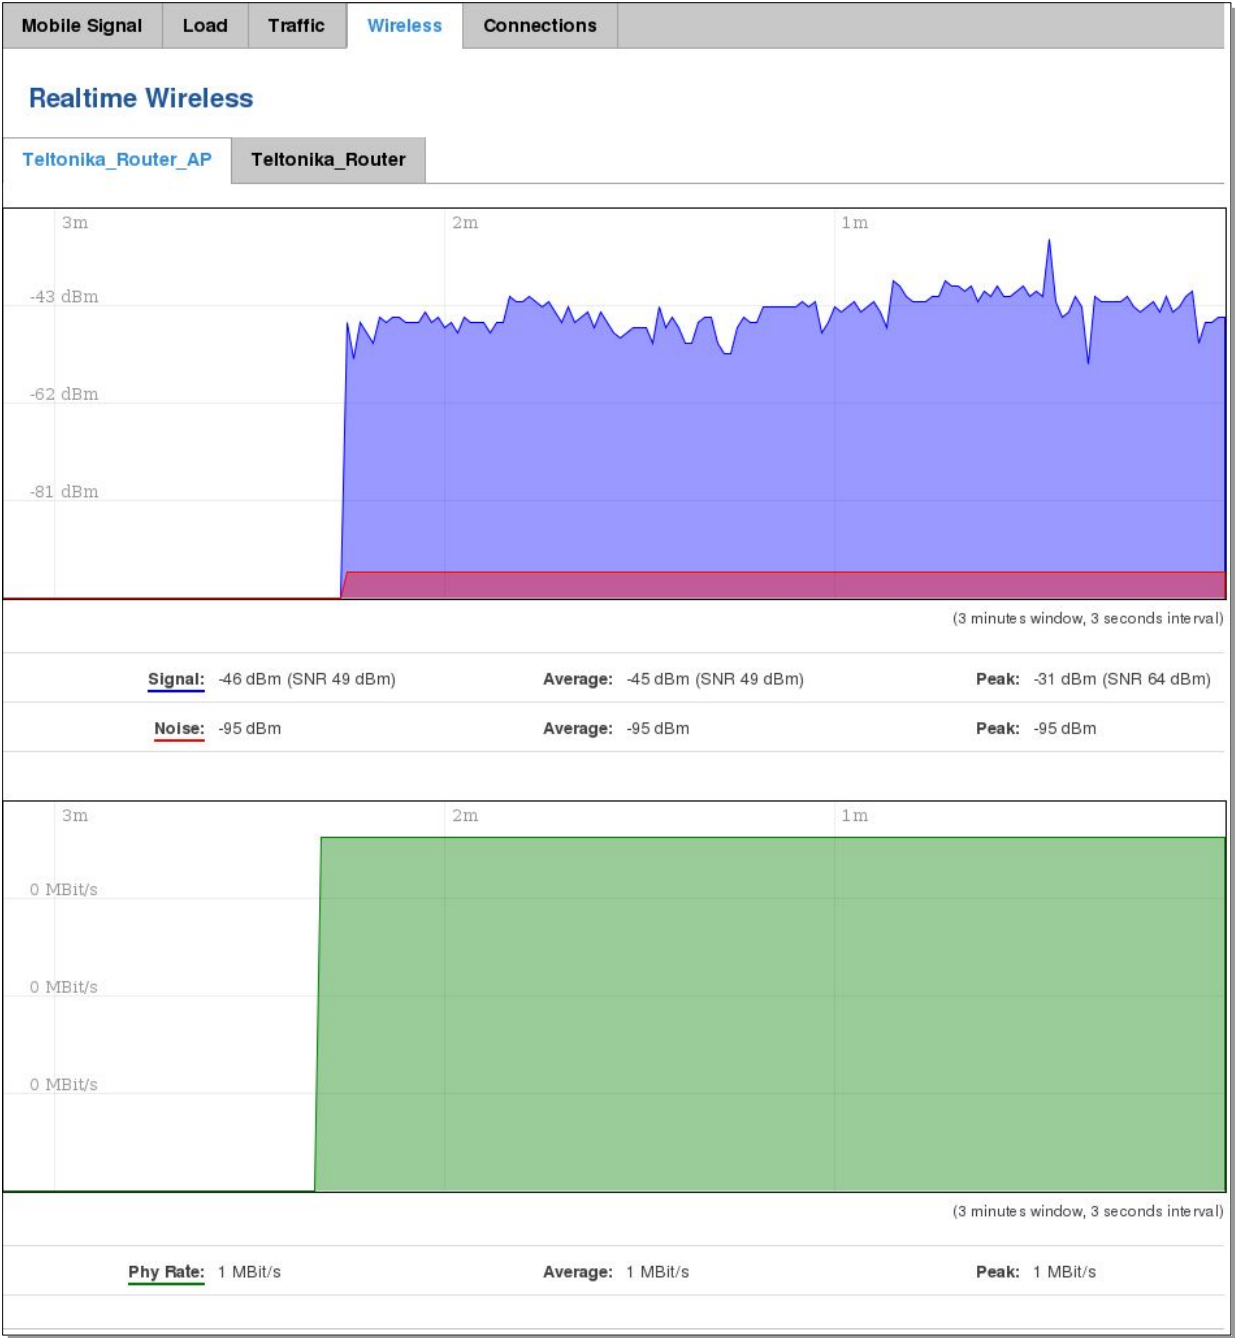 Mobile Signal Load Traffic Wireless Connections
Realtime Wireless
Teltonika_Router_AP Teltonika_Router
3m 2m 1m
-43 dBm
-62 dBm
-81 dBm
(3 minutes window, 3 seconds interval)
Signal: -46 dBm (SNR 49 dBm) Average: -45 dBm (SNR 49 dBm) Peak: -31 dBm (SNR 64 dBm)
Noise: -95 dBm Average: -95 dBm Peak: -95 dBm
3m 2m 1m
0 MBit/s
0 MBit/s
0 MBit/s
(3 minutes window, 3 seconds interval)
Phy Rate: 1 MBit/s Average: 1 MBit/s Peak: 1 MBit/s